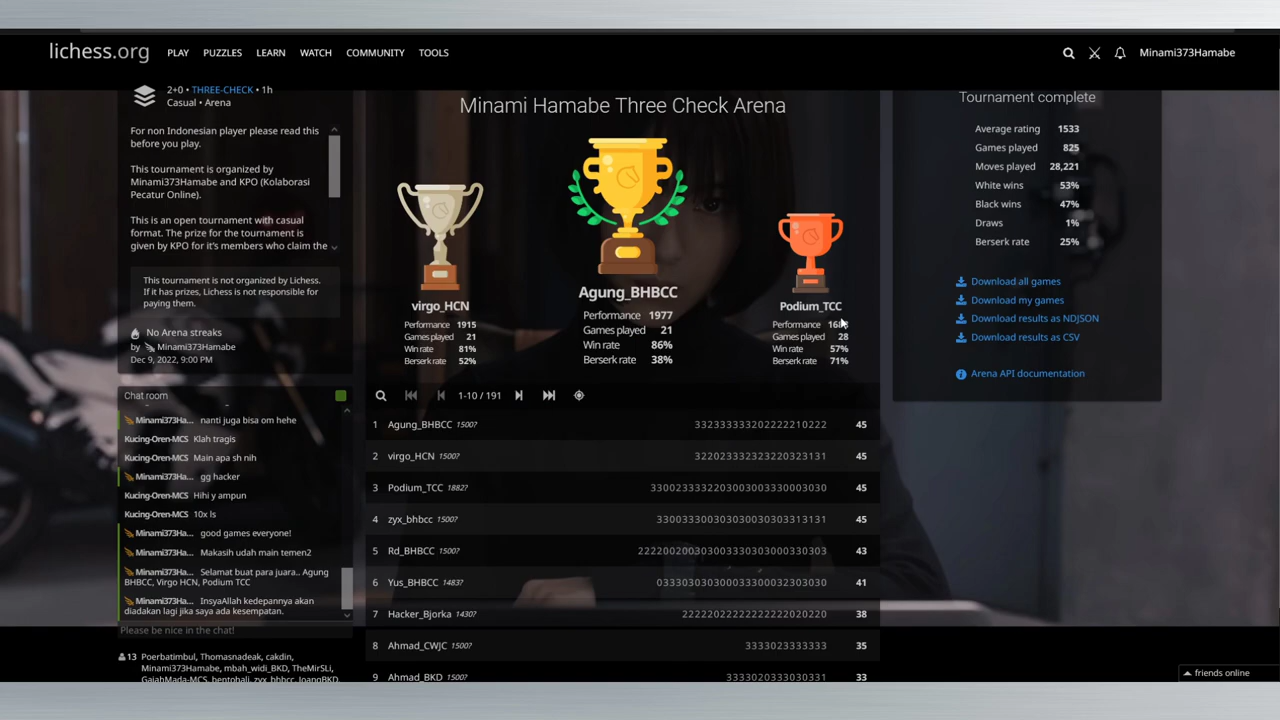 lichess.org PLAY PUZZLES LEARN WATCH COMMUNITY TOOLS Minami373Hamabe
2+0 • THREE-CHECK • 1h
Casual • Arena
For non Indonesian player please read this
before you play.
This tournament is organized by
Minami373Hamabe and KPO (Kolaborasi
Pecatur Online).
This is an open tournament with casual
format. The prize for the tournament is
given by KPO for it's members who claim the
This tournament is not organized by Lichess.
If it has prizes, Lichess is not responsible for
paying them.
No Arena streaks
by Minami373Hamabe
Dec 9, 2022, 9:00 PM
Chat room
Minami373Ha... nanti juga bisa om hehe
Kucing-Oren-MCS Klah tragis
Kucing-Oren-MCS Main apa sh nih
Minami373Ha... gg hacker
Kucing-Oren-MCS Hihi y ampun
Kucing-Oren-MCS 10x ls
Minami373Ha... good games everyone!
Minami373Ha... Makasih udah main temen2
Minami373Ha... Selamat buat para juara.. Agung
BHBCC, Virgo HCN, Podium TCC
Minami373Ha... InsyaAllah kedepannya akan
diadakan lagi jika saya ada kesempatan.
Please be nice in the chat!
13 Poerbatimbul, Thomasnadeak, cakdin,
Minami373Hamabe, mbah_widi_BKD, TheMirSLi,
GajahMada-MCS, bentohali, zyx_bhbcc, JoangBKD,
Minami Hamabe Three Check Arena
virgo_HCN
Performance 1915
Games played 21
Win rate 81%
Berserk rate 52%
Agung_BHBCC
Performance 1977
Games played 21
Win rate 86%
Berserk rate 38%
Podium_TCC
Performance
Games played 28
Win rate 57%
Berserk rate 71%
1-10 / 191
1 Agung_BHBCC 1500? 332333333202222210222 45
2 virgo_HCN 1500? 322023332323220323131 45
3 Podium_TCC 1882? 3300233332203003003330003030 45
4 zyx_bhbcc 1500? 330033300303030030303313131 45
5 Rd_BHBCC 1500? 2222002003030033303030003 30303 43
6 Yus_BHBCC 1483? 033303030300033300032303030 41
7 Hacker_Bjorka 1430? 22222022222222222020220 38
8 Ahmad_CWJC 1500? 3333023333333 35
9 Ahmad_BKD 1500? 3333020333030331 33
Tournament complete
Average rating 1533
Games played 825
Moves played 28,221
White wins 53%
Black wins 47%
Draws 1%
Berserk rate 25%
Download all games
Download my games
Download results as NDJSON
Download results as CSV
Arena API documentation
friends online